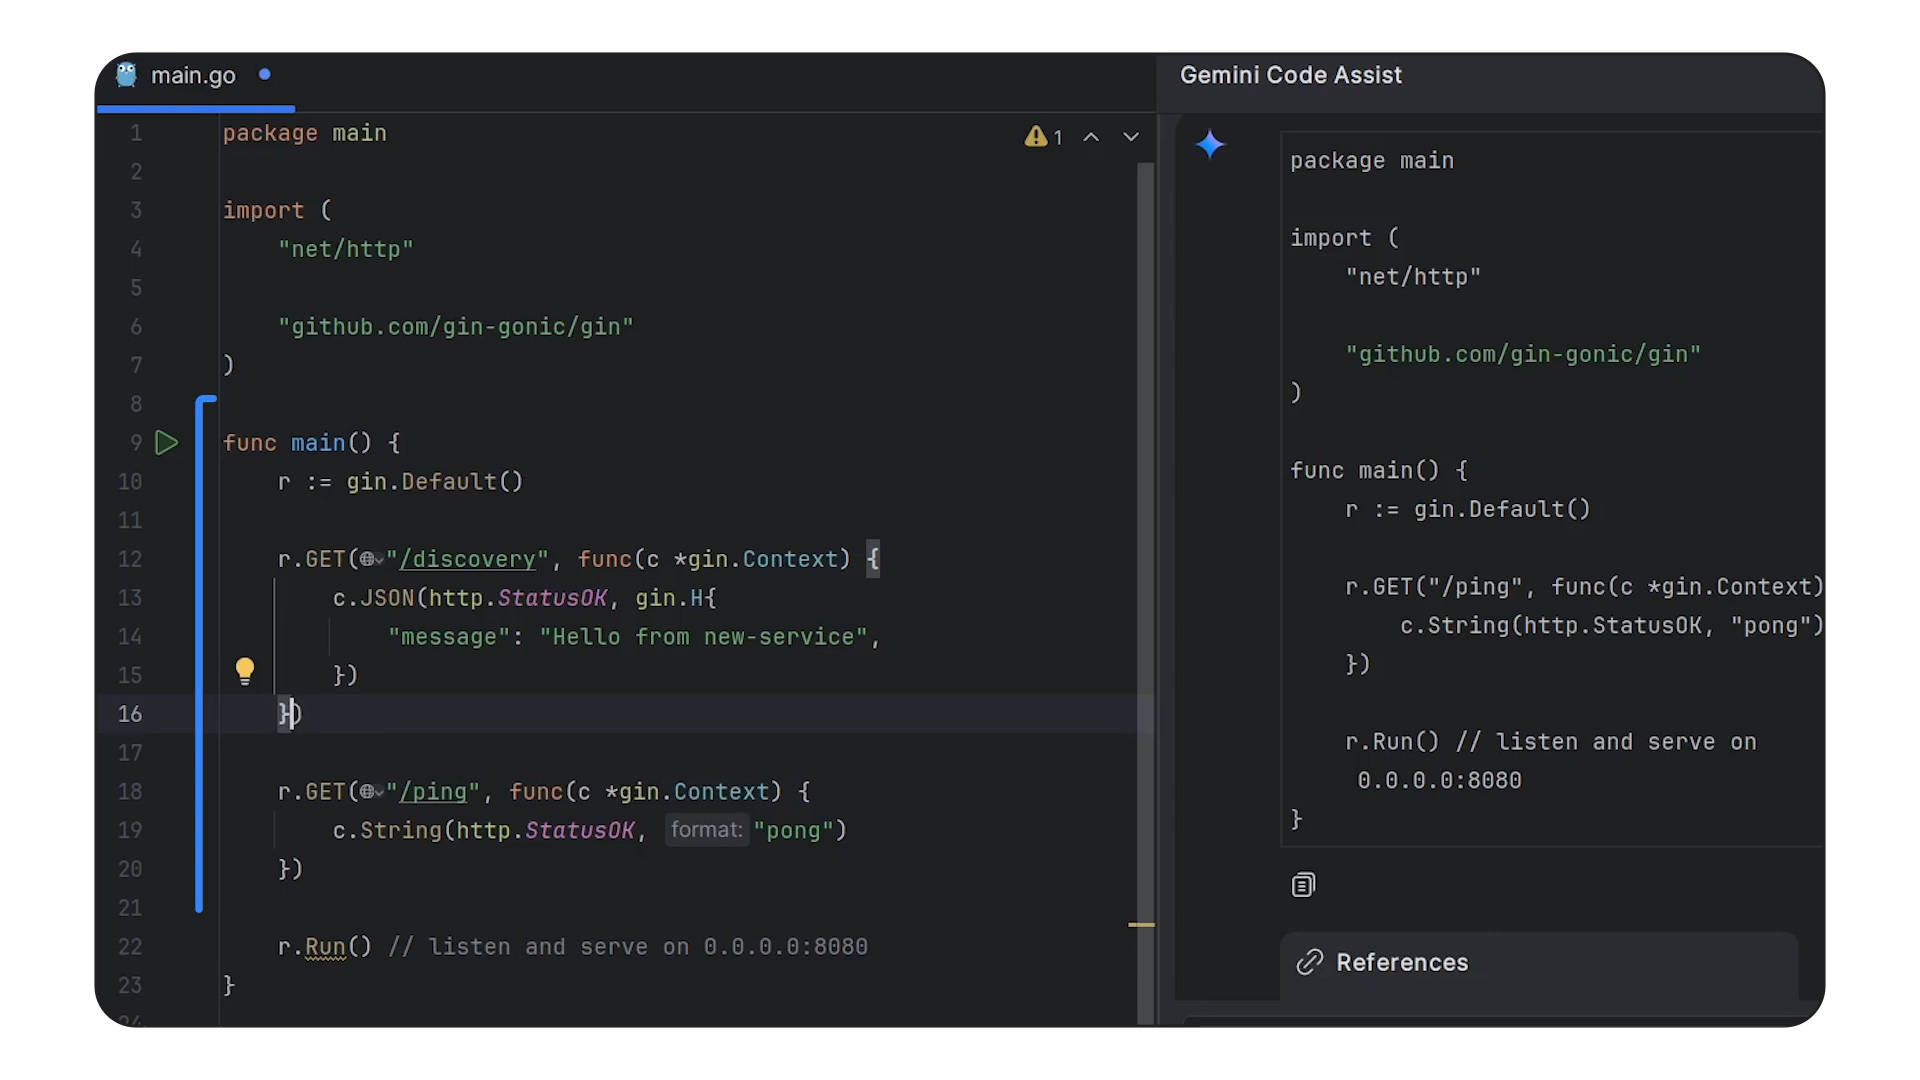 main.go
1 package main
1
2
3 import (
4 "net/http"
5
6 "github.com/gin-gonic/gin"
7 )
8
9 func main() {
10 r := gin.Default()
11
12 r.GET("/discovery", func(c *gin.Context) {
13 c.JSON(http.StatusOK, gin.H{
14 "message": "Hello from new-service",
15 })
16 })
17
18 r.GET("/ping", func(c *gin.Context) {
19 c.String(http.StatusOK, format: "pong")
20 })
21
22 r.Run() // listen and serve on 0.0.0.0:8080
23 }
24
Gemini Code Assist
package main
import (
"net/http"
"github.com/gin-gonic/gin"
)
func main() {
r := gin.Default()
r.GET("/ping", func(c *gin.Context)
c.String(http.StatusOK, "pong")
})
r.Run() // listen and serve on
0.0.0.0:8080
}
References